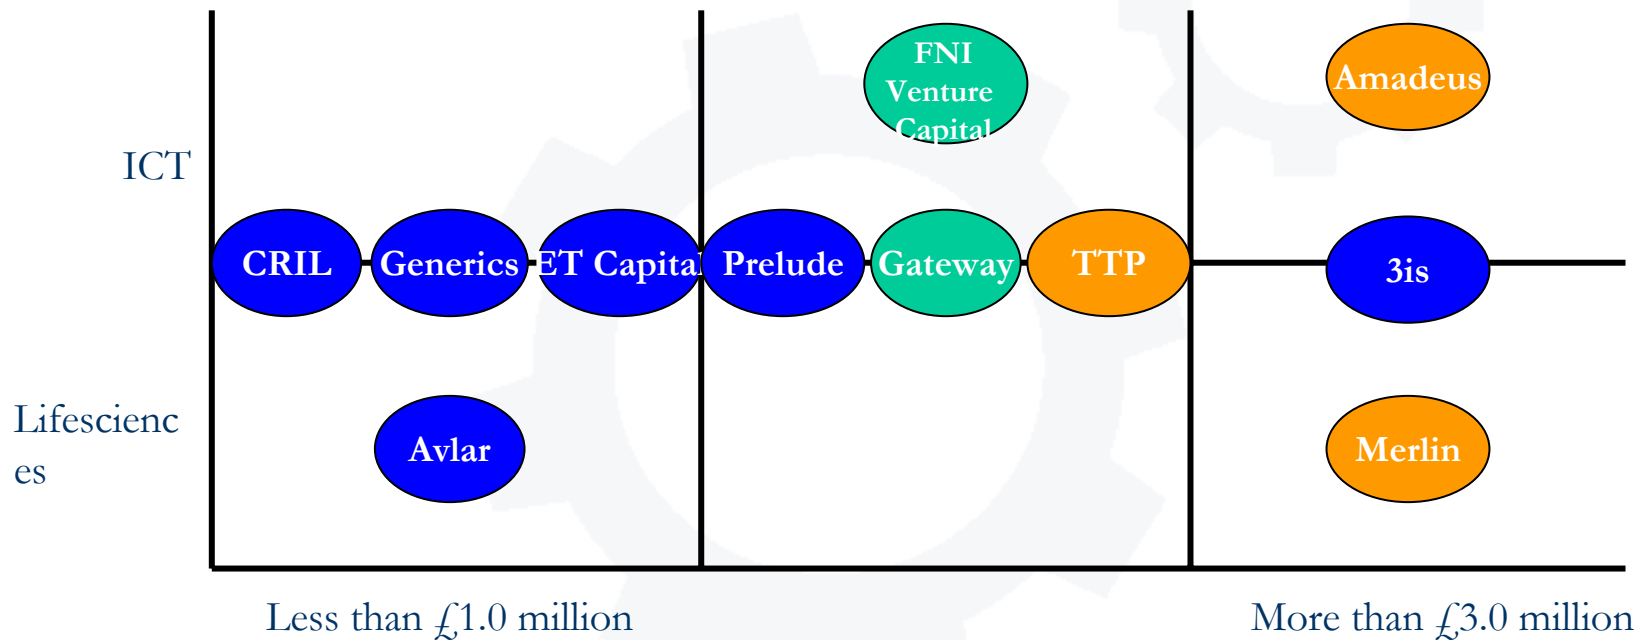 FNI
Venture
Capital
Amadeus
ICT
CRIL
Generics
ET Capital
Prelude
Gateway
TTP
3is
Lifescienc
es
Avlar
Merlin
Less than £1.0 million
More than £3.0 million